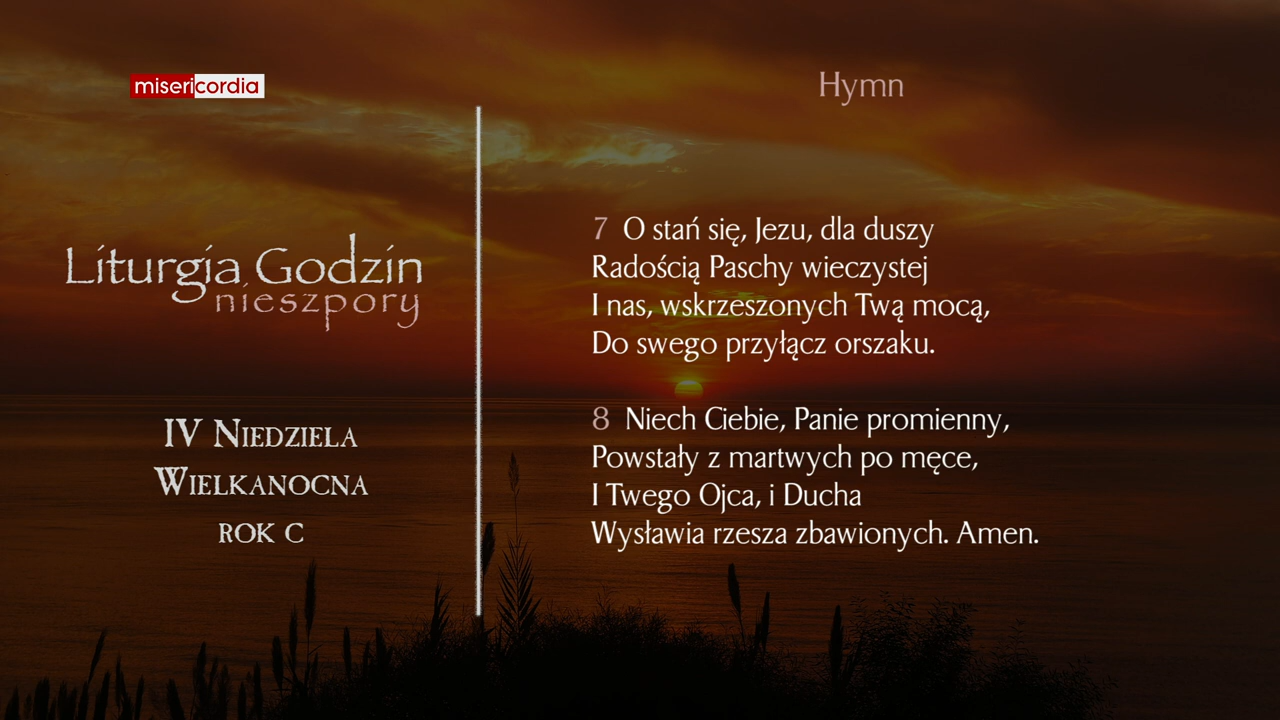 misericordia
Liturgia Godzin
nieszpory
IV Niedziela
Wielkanocna
rok C
Hymn
7 O stań się, Jezu, dla duszy
Radością Paschy wieczystej
I nas, wskrzeszonych Twą mocą,
Do swego przyłącz orszaku.
8 Niech Ciebie, Panie promienny,
Powstały z martwych po męce,
I Twego Ojca, i Ducha
Wysławia rzesza zbawionych. Amen.